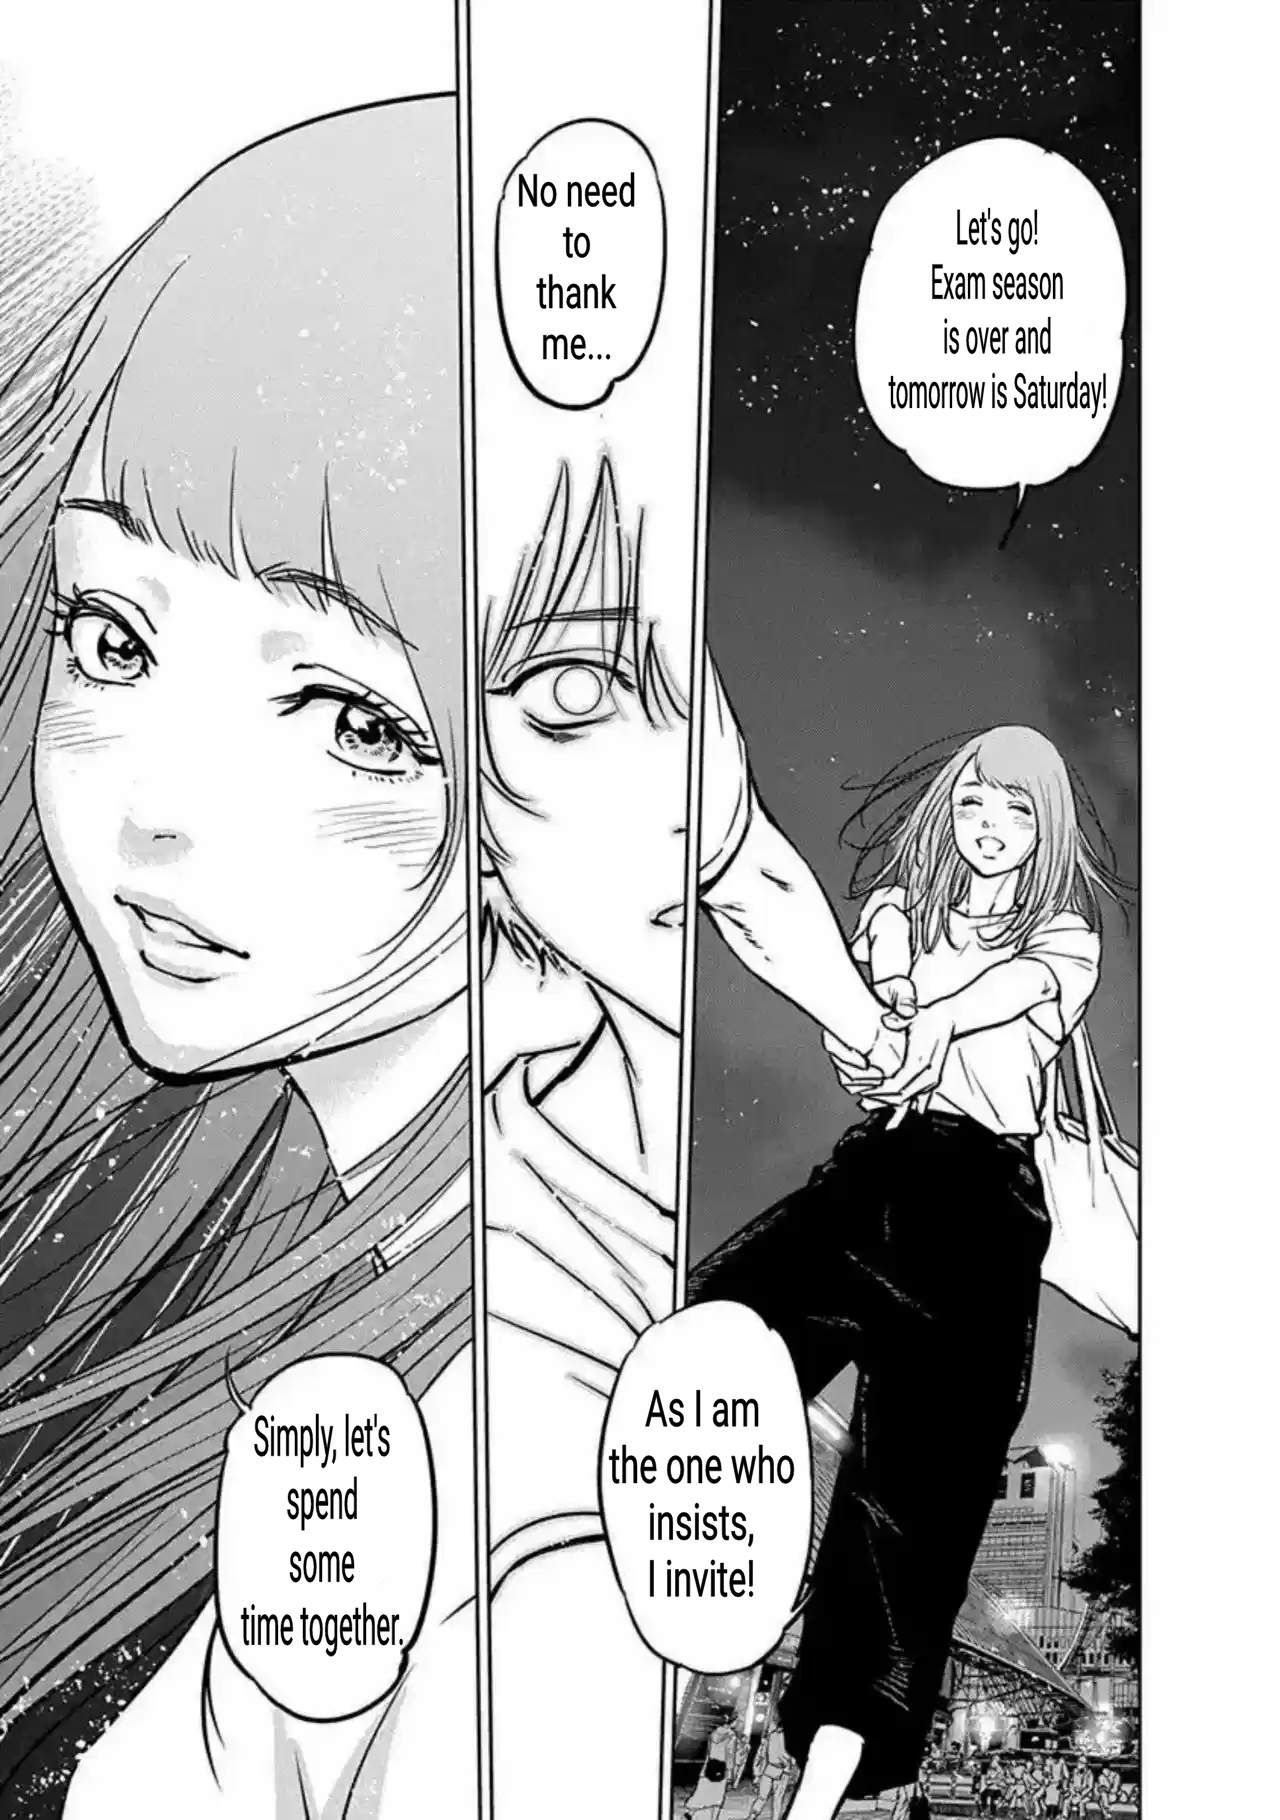 Let's go!
Exam season
is over and
tomorrow is Saturday!
As I am
the one who
insists,
I invite!
No need
to
thank
me...
Simply, let's
spend
some
time together.